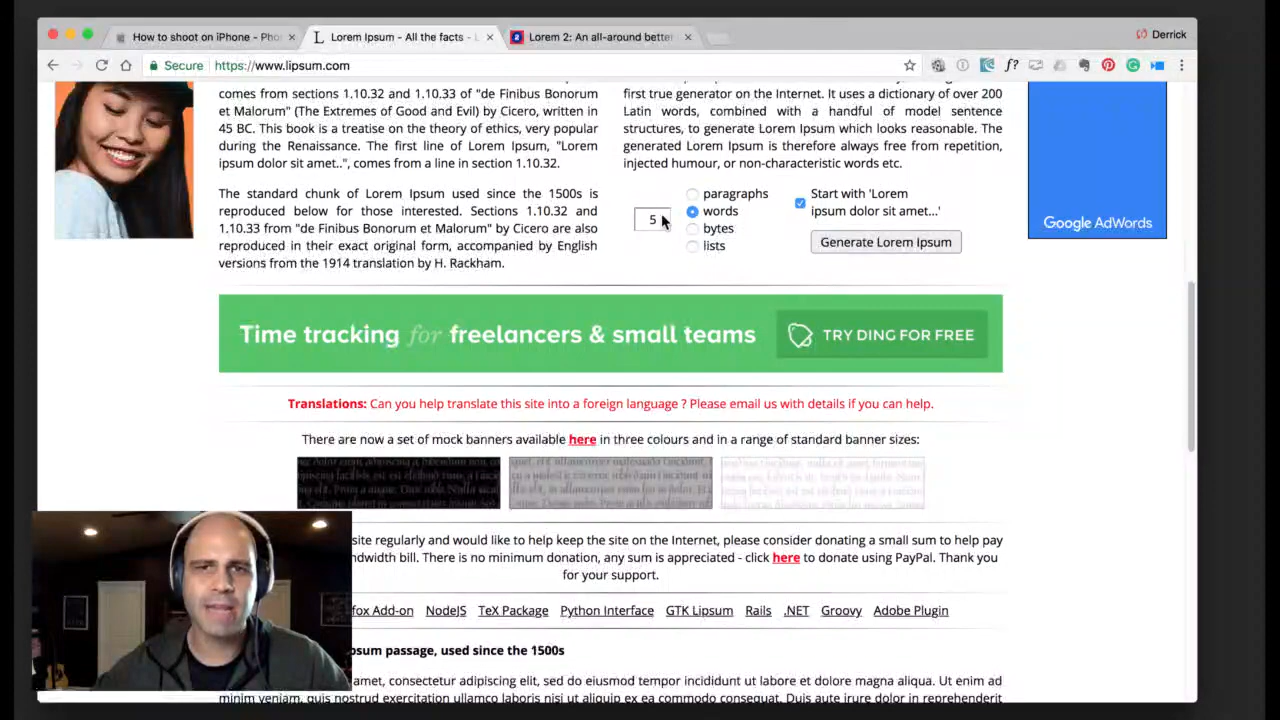 How to shoot on iPhone - Pho
Lorem Ipsum - All the facts - L
Lorem 2: An all-around bette
Derrick
Secure
https://www.lipsum.com
comes from sections 1.10.32 and 1.10.33 of "de Finibus Bonorum
et Malorum" (The Extremes of Good and Evil) by Cicero, written in
45 BC. This book is a treatise on the theory of ethics, very popular
during the Renaissance. The first line of Lorem Ipsum, "Lorem
ipsum dolor sit amet..", comes from a line in section 1.10.32.
The standard chunk of Lorem Ipsum used since the 1500s is
reproduced below for those interested. Sections 1.10.32 and
1.10.33 from "de Finibus Bonorum et Malorum" by Cicero are also
reproduced in their exact original form, accompanied by English
versions from the 1914 translation by H. Rackham.
first true generator on the Internet. It uses a dictionary of over 200
Latin words, combined with a handful of model sentence
structures, to generate Lorem Ipsum which looks reasonable. The
generated Lorem Ipsum is therefore always free from repetition,
injected humour, or non-characteristic words etc.
5
paragraphs
words
bytes
lists
Start with 'Lorem
ipsum dolor sit amet...'
Generate Lorem Ipsum
Google AdWords
Time tracking for freelancers & small teams
TRY DING FOR FREE
Translations: Can you help translate this site into a foreign language ? Please email us with details if you can help.
There are now a set of mock banners available here in three colours and in a range of standard banner sizes:
site regularly and would like to help keep the site on the Internet, please consider donating a small sum to help pay
ndwidth bill. There is no minimum donation, any sum is appreciated - click here to donate using PayPal. Thank you
for your support.
fox Add-on NodeJS TeX Package Python Interface GTK Lipsum Rails .NET Groovy Adobe Plugin
psum passage, used since the 1500s
amet, consectetur adipiscing elit, sed do eiusmod tempor incididunt ut labore et dolore magna aliqua. Ut enim ad
minim veniam, quis nostrud exercitation ullamco laboris nisi ut aliquip ex ea commodo consequat. Duis aute irure dolor in reprehenderit